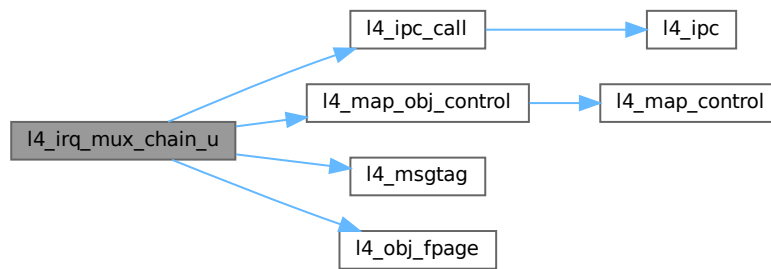 l4_ipc_call
l4_ipc
l4_map_obj_control
l4_map_control
l4_irq_mux_chain_u
l4_msgtag
l4_obj_fpage